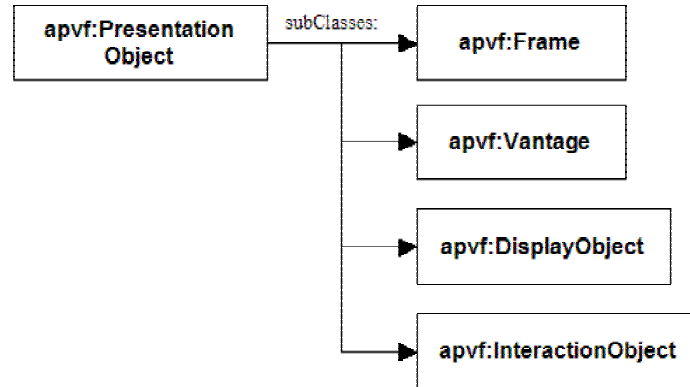 apvf:Presentation
Object
subClasses:
apvf:Frame
apvf:Vantage
apvf:DisplayObject
apvf:InteractionObject